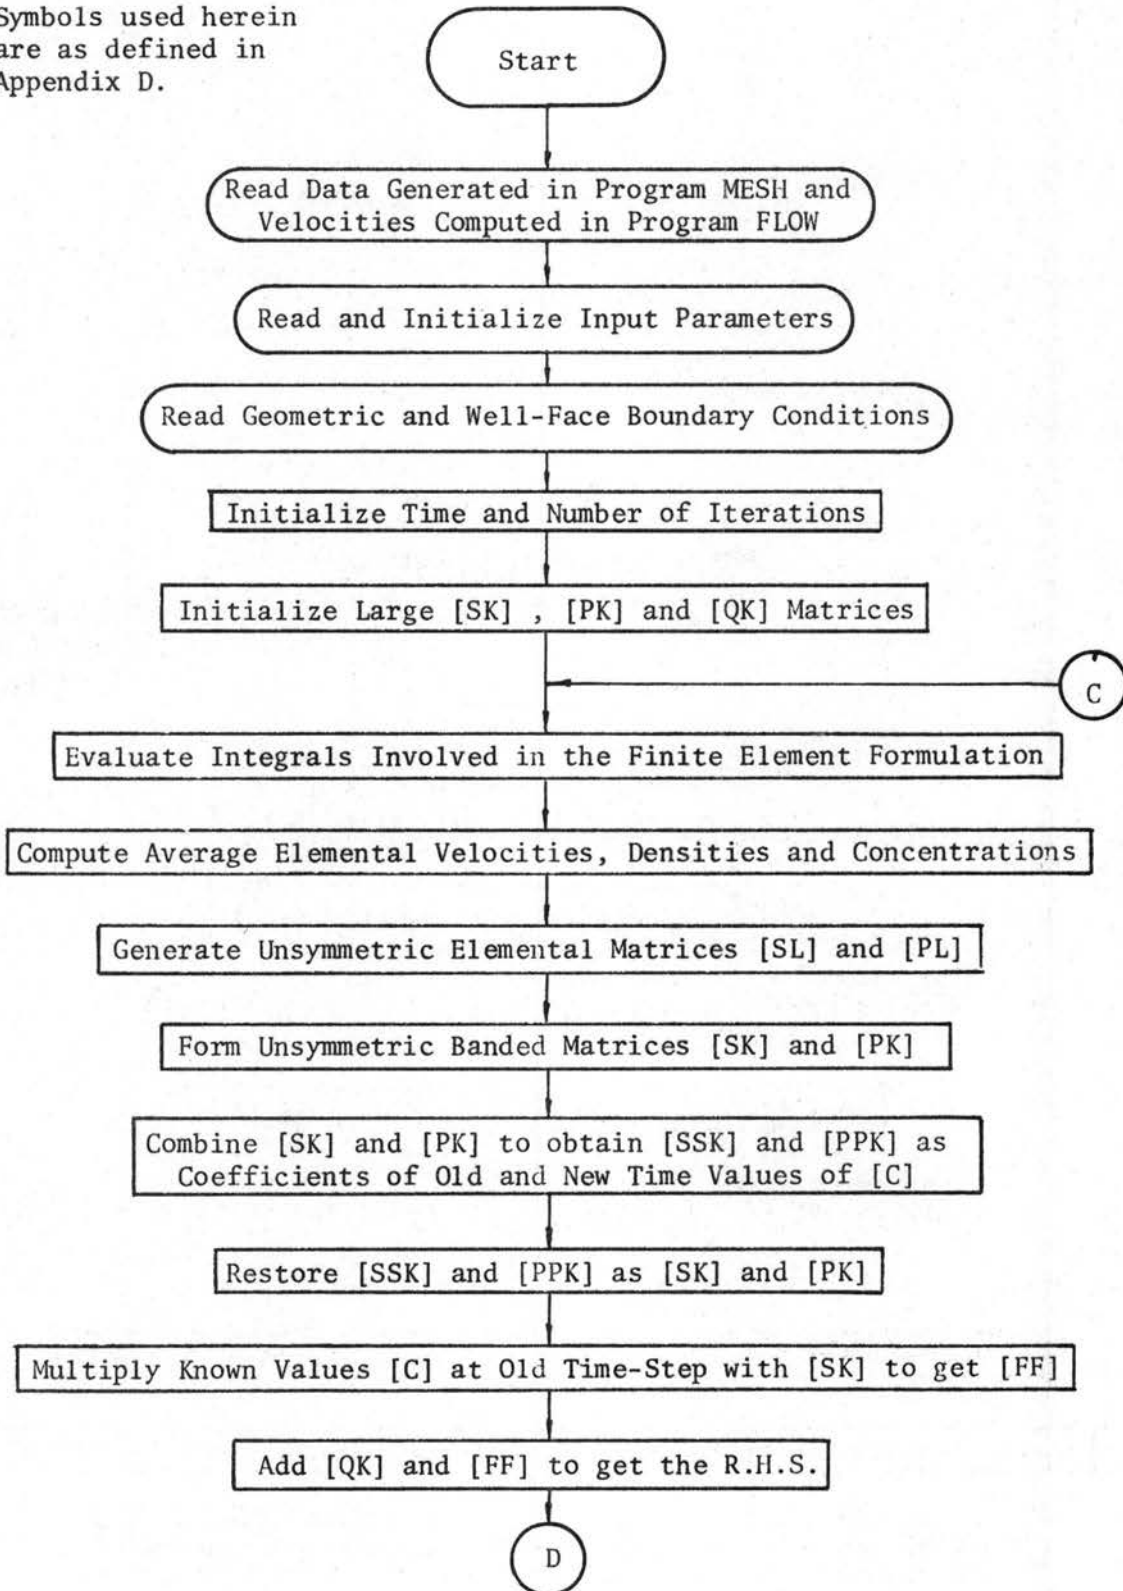 Symbols used herein
are as defined in
Appendix D.
Start
Read Data Generated in Program MESH and
Velocities Computed in Program FLOW
Read and Initialize Input Parameters
Read Geometric and Well-Face Boundary Conditions
Initialize Time and Number of Iterations
Initialize Large [SK] , [PK] and [QK] Matrices
C
Evaluate Integrals Involved in the Finite Element Formulation
Compute Average Elemental Velocities, Densities and Concentrations
Generate Unsymmetric Elemental Matrices [SL] and [PL]
Form Unsymmetric Banded Matrices [SK] and [PK]
Combine [SK] and [PK] to obtain [SSK] and [PPK] as
Coefficients of Old and New Time Values of [C]
Restore [SSK] and [PPK] as [SK] and [PK]
Multiply Known Values [C] at Old Time-Step with [SK] to get [FF]
Add [QK] and [FF] to get the R.H.S.
D